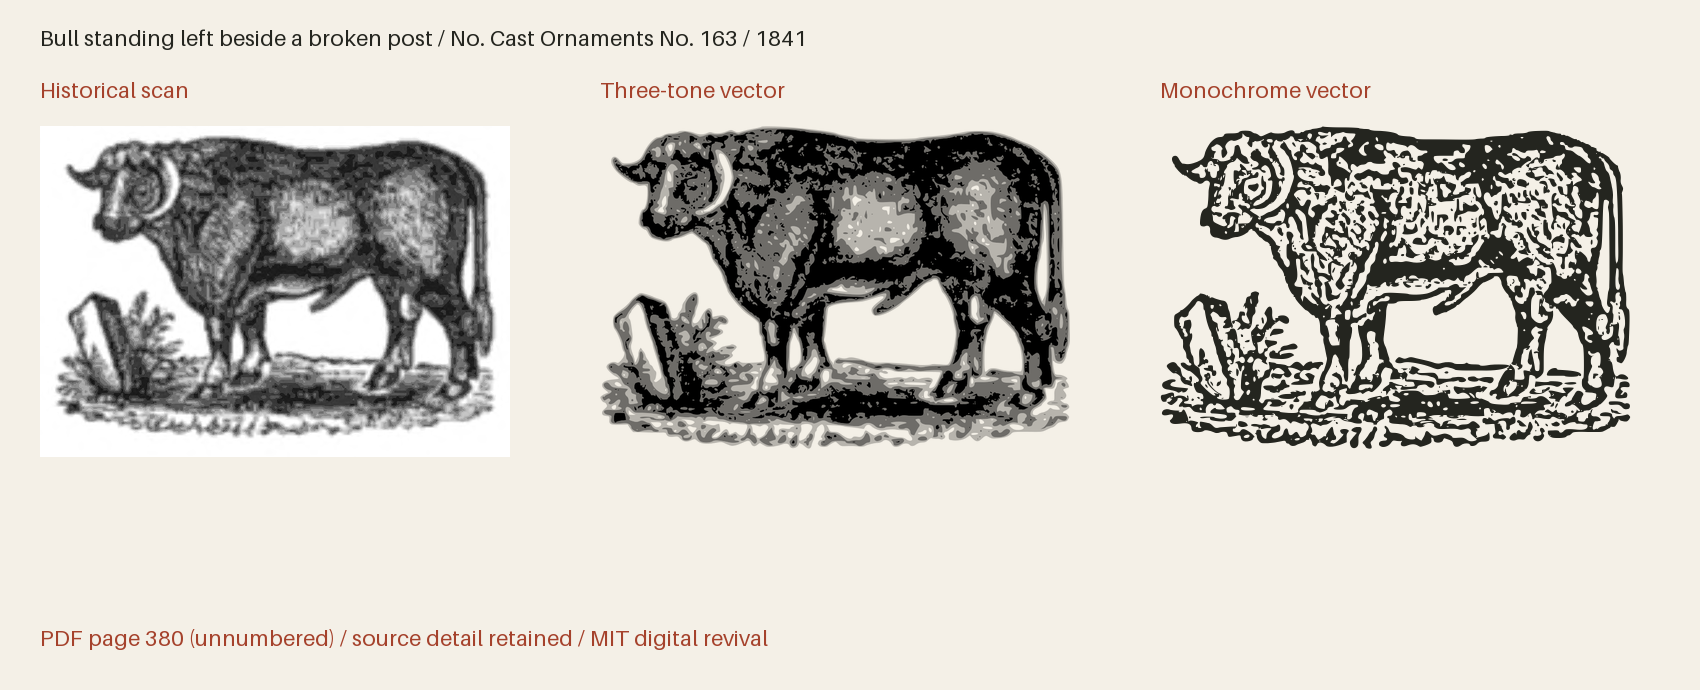 Bull standing left beside a broken post / No. Cast Ornaments No. 163 / 1841
Historical scan
Three-tone vector
Monochrome vector
PDF page 380 (unnumbered) / source detail retained / MIT digital revival